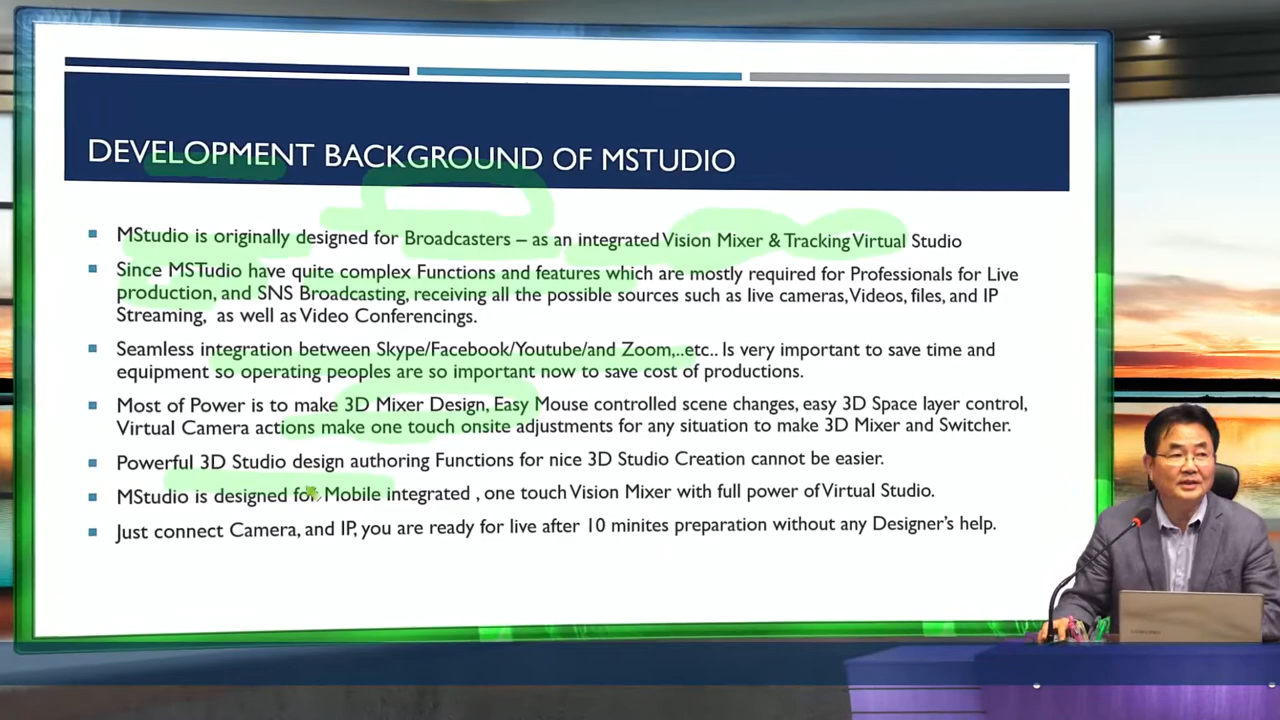 DEVELOPMENT BACKGROUND OF MSTUDIO
MStudio is originally designed for Broadcasters – as an integrated Vision Mixer & Tracking Virtual Studio
Since MSTudio have quite complex Functions and features which are mostly required for Professionals for Live
production, and SNS Broadcasting, receiving all the possible sources such as live cameras, Videos, files, and IP
Streaming, as well as Video Conferencings.
Seamless integration between Skype/Facebook/Youtube/and Zoom,..etc.. Is very important to save time and
equipment so operating peoples are so important now to save cost of productions.
Most of Power is to make 3D Mixer Design, Easy Mouse controlled scene changes, easy 3D Space layer control,
Virtual Camera actions make one touch onsite adjustments for any situation to make 3D Mixer and Switcher.
Powerful 3D Studio design authoring Functions for nice 3D Studio Creation cannot be easier.
MStudio is designed for Mobile integrated , one touch Vision Mixer with full power of Virtual Studio.
Just connect Camera, and IP, you are ready for live after 10 minites preparation without any Designer's help.